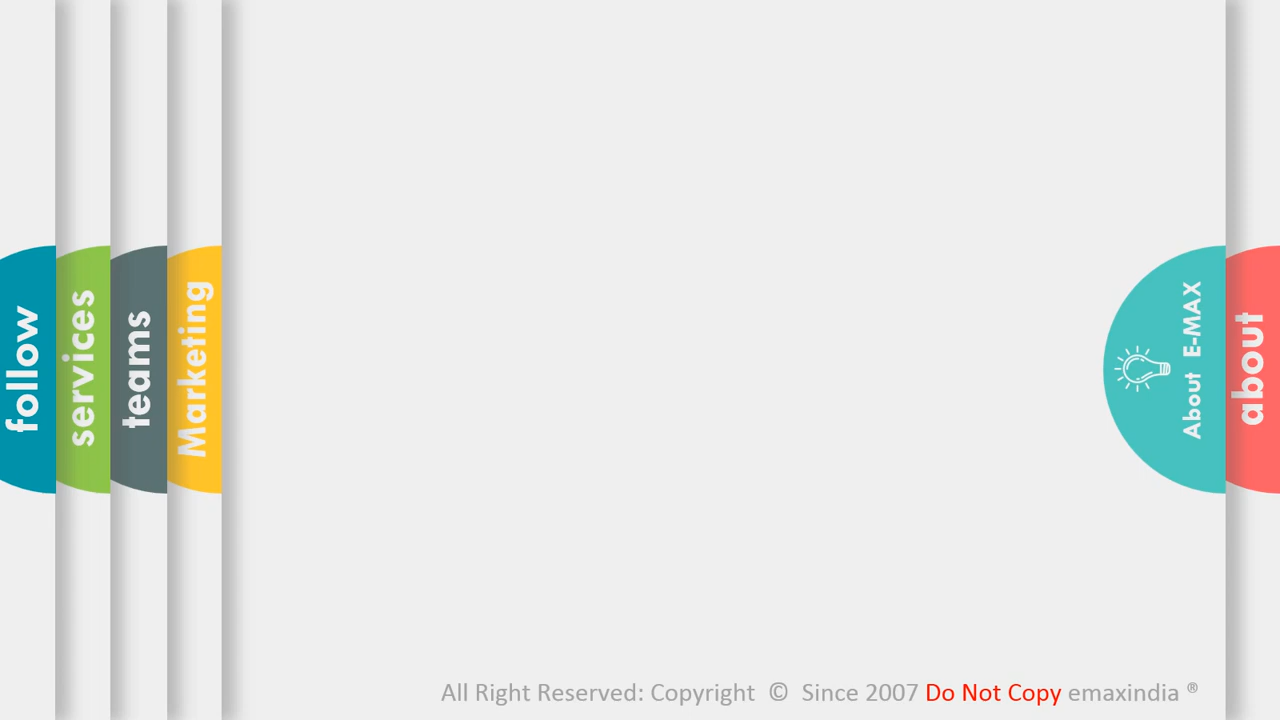 follow
services
teams
Marketing
About E-MAX
about
All Right Reserved: Copyright © Since 2007 Do Not Copy emaxindia ®